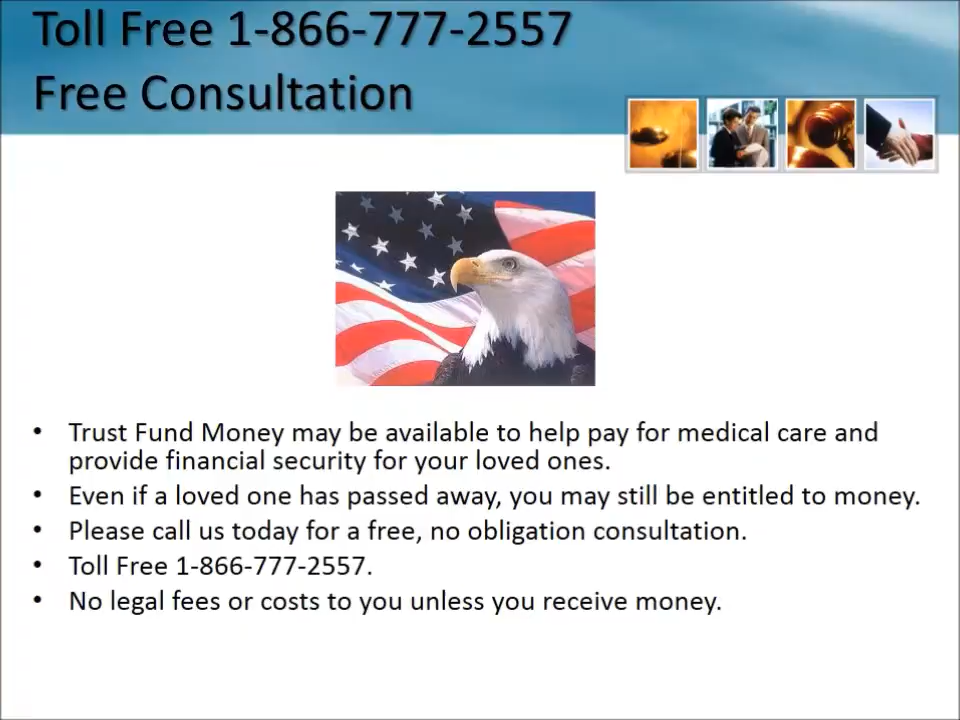 Toll Free 1-866-777-2557
Free Consultation
• Trust Fund Money may be available to help pay for medical care and
provide financial security for your loved ones.
• Even if a loved one has passed away, you may still be entitled to money.
• Please call us today for a free, no obligation consultation.
• Toll Free 1-866-777-2557.
• No legal fees or costs to you unless you receive money.